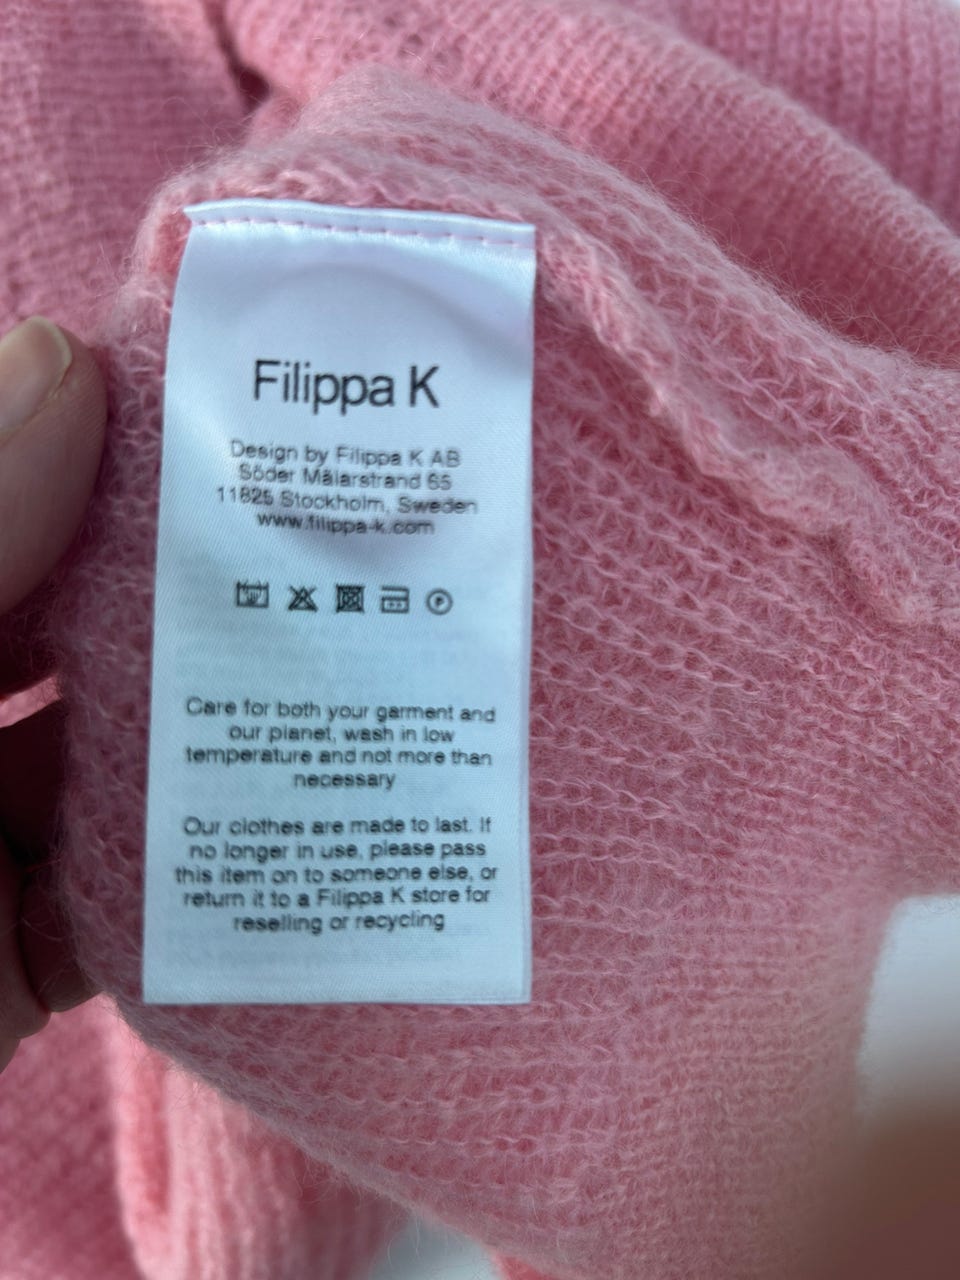 Filippa K
Design by Filippa K AB
Söder Mälarstrand 65
11825 Stockholm, Sweden
www.filippa-k.com
P
Care for both your garment and
our planet, wash in low
temperature and not more than
necessary
Our clothes are made to last. If
no longer in use, please pass
this item on to someone else, or
return it to a Filippa K store for
reselling or recycling